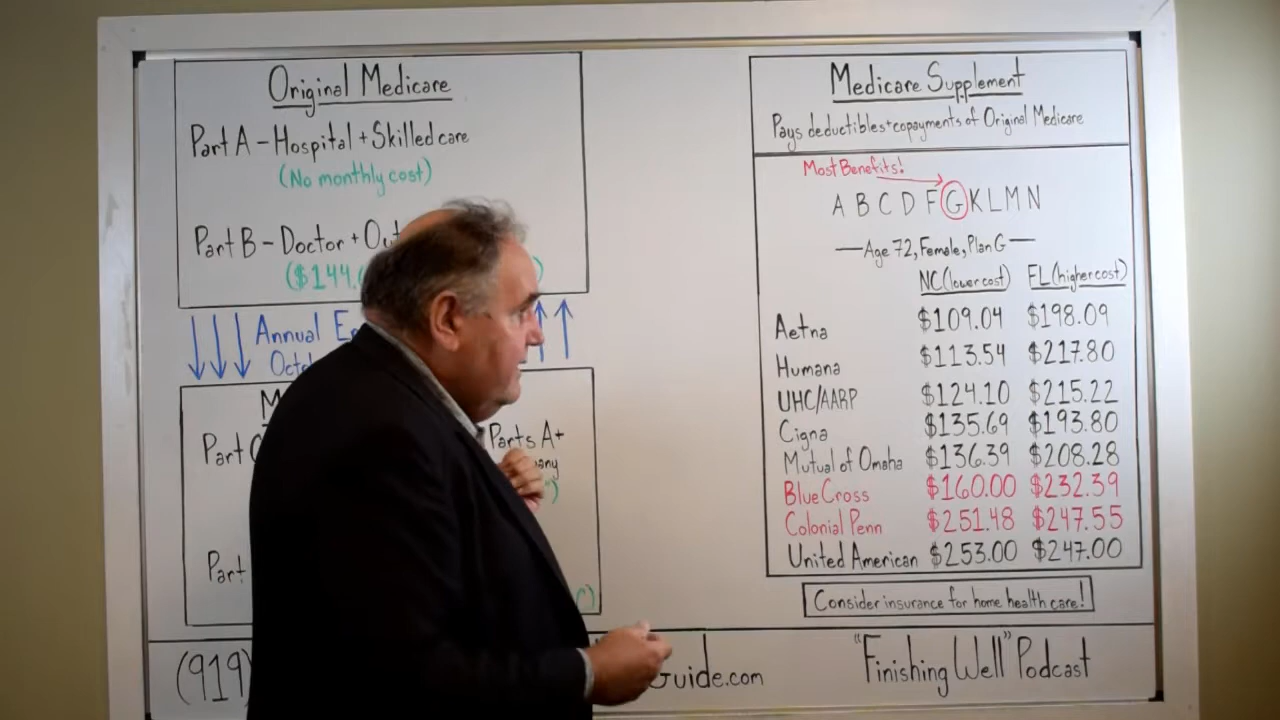 Original Medicare
Part A - Hospital + Skilled care
(No monthly cost)
Part B - Doctor +
($144.
Annual
Part
Parts A+
Part
(919)
Guide.com
Medicare Supplement
Pays deductibles + copayments of Original Medicare
Most Benefits!
A B C D F G K L M N
— Age 72, Female, Plan G —
NC (lower cost) FL (higher cost)
Aetna $109.04 $198.09
Humana $113.54 $217.80
UHC/AARP $124.10 $215.22
Cigna $135.69 $193.80
Mutual of Omaha $136.39 $208.28
Blue Cross $160.00 $232.39
Colonial Penn $251.48 $247.55
United American $253.00 $247.00
Consider insurance for home health care!
"Finishing Well" Podcast